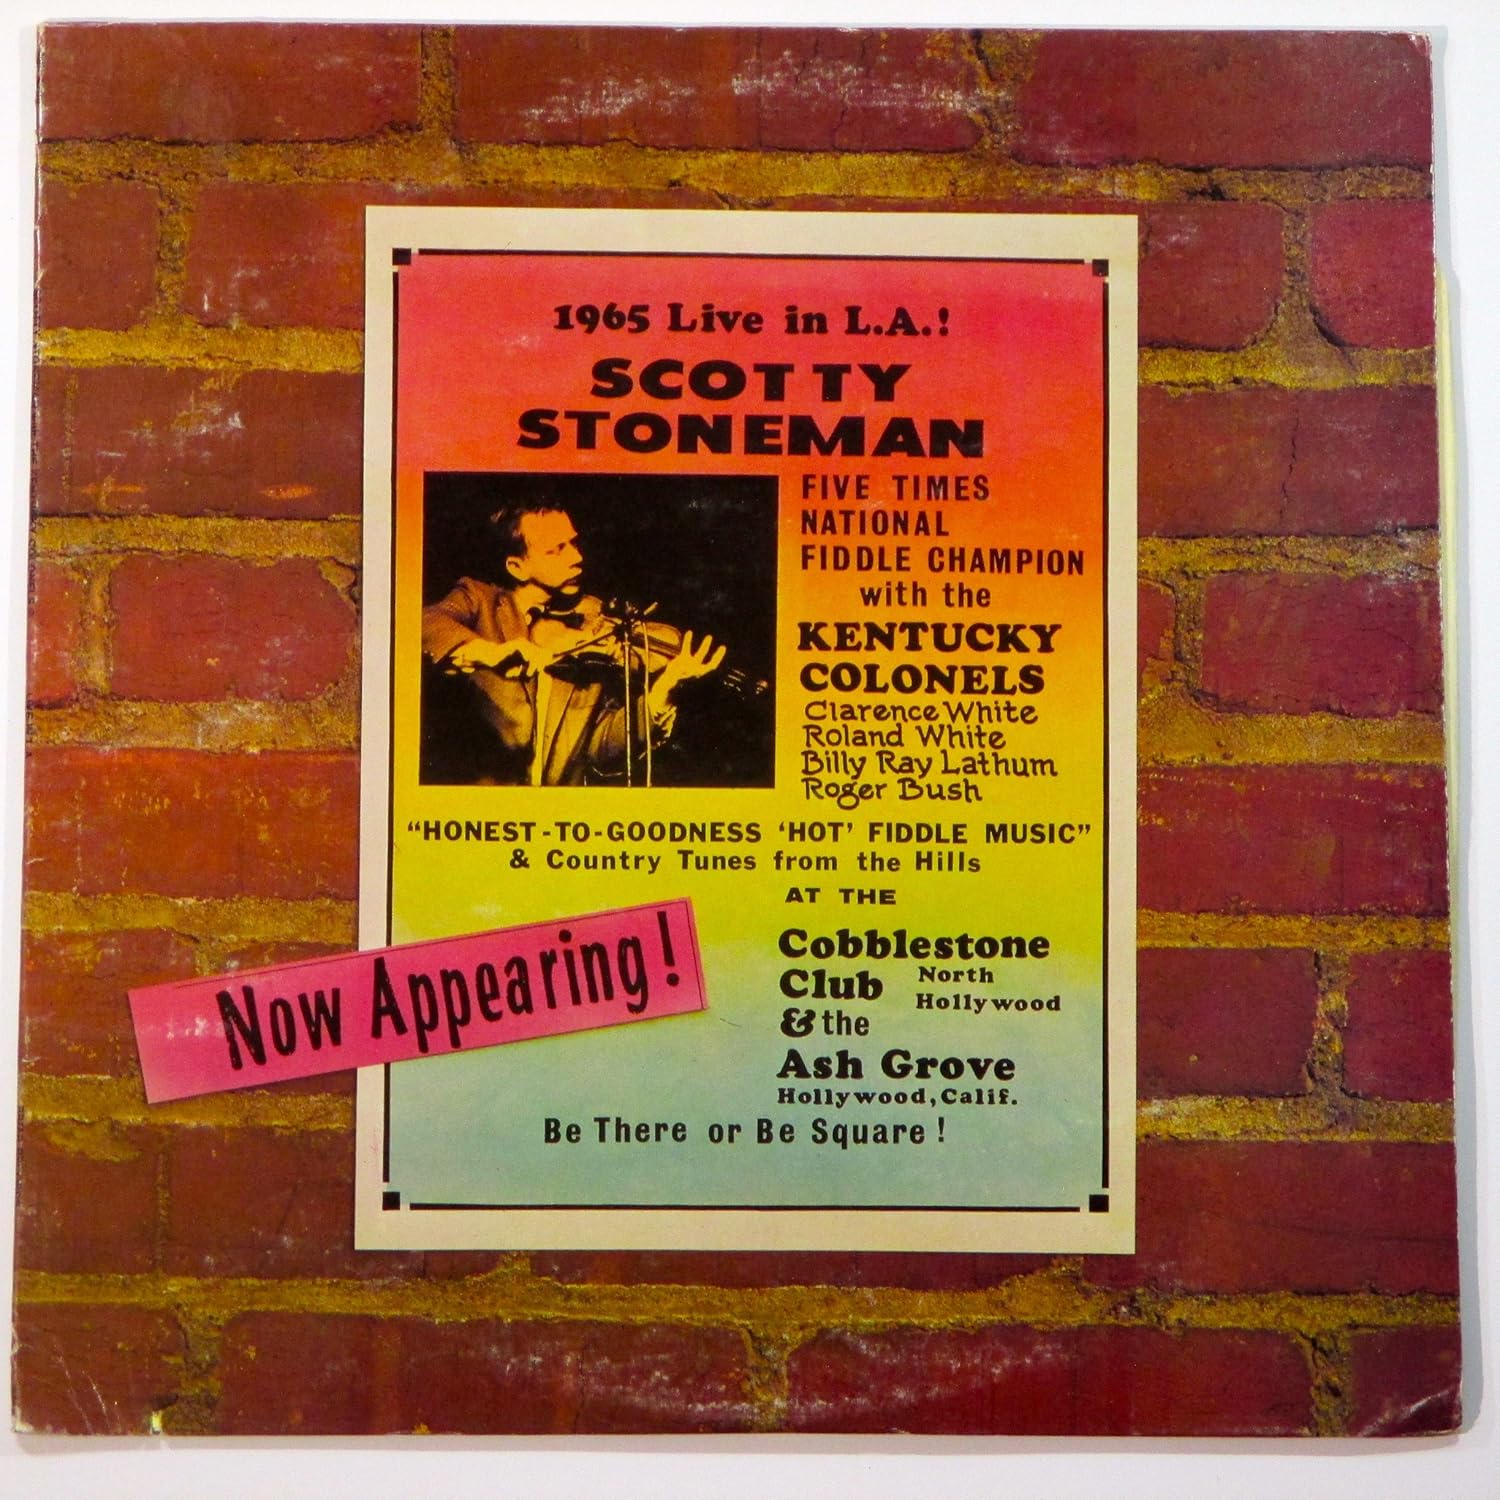 1965 Live in L.A.!
SCOTTY
STONEMAN
FIVE TIMES
NATIONAL
FIDDLE CHAMPION
with the
KENTUCKY
COLONELS
Clarence White
Roland White
Billy Ray Lathum
Roger Bush
“HONEST-TO-GOODNESS ‘HOT’ FIDDLE MUSIC”
& Country Tunes from the Hills
AT THE
Cobblestone
Club North
Hollywood
& the
Ash Grove
Hollywood, Calif.
Now Appearing!
Be There or Be Square!